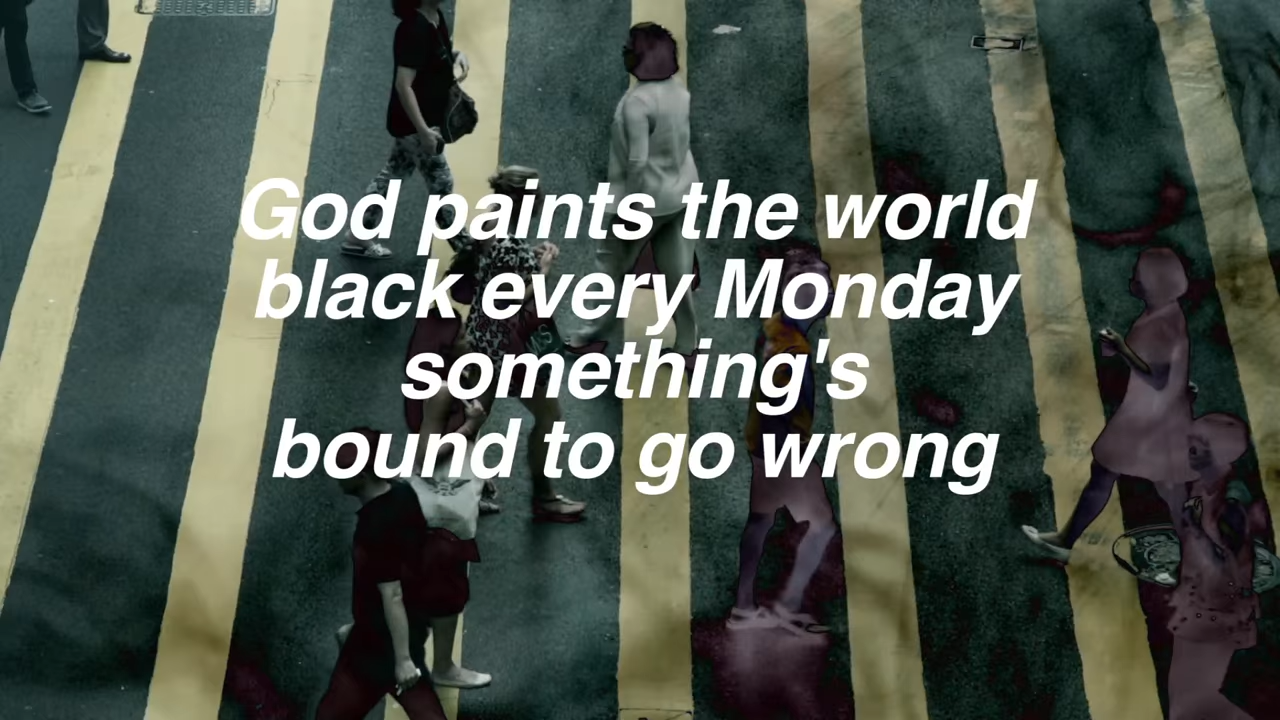 God paints the world
black every Monday
something's
bound to go wrong